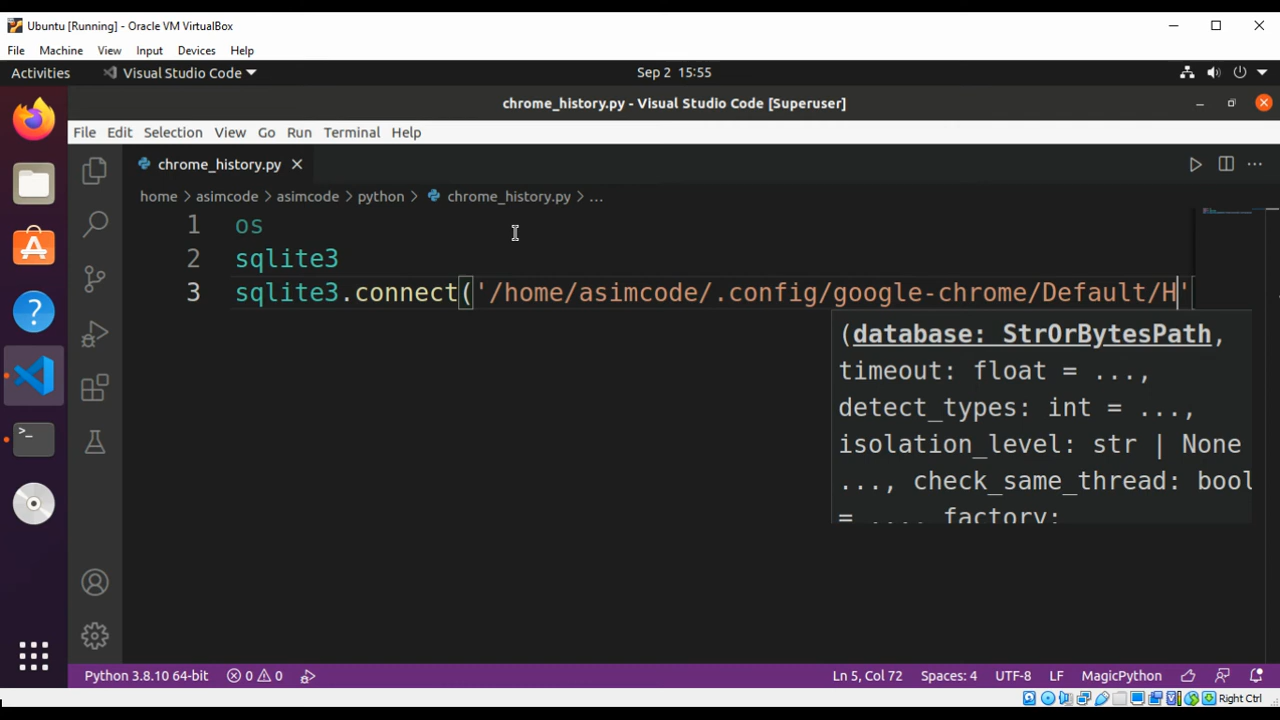 Ubuntu [Running] - Oracle VM VirtualBox
File Machine View Input Devices Help
Activities Visual Studio Code Sep 2 15:55
chrome_history.py - Visual Studio Code [Superuser]
File Edit Selection View Go Run Terminal Help
chrome_history.py
home > asimcode > asimcode > python > chrome_history.py > ...
1 os
2 sqlite3
3 sqlite3.connect('/home/asimcode/.config/google-chrome/Default/H'
(database: StrOrBytesPath,
timeout: float = ...,
detect_types: int = ...,
isolation_level: str | None
..., check_same_thread: bool
= ..., factory:
Python 3.8.10 64-bit 0 0 Ln 5, Col 72 Spaces: 4 UTF-8 LF MagicPython
Right Ctrl